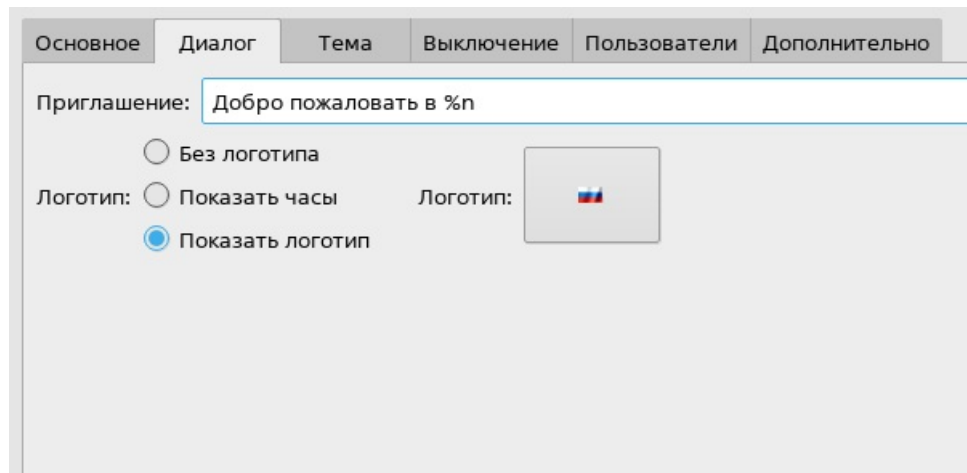 Основное Диалог Тема Выключение Пользователи Дополнительно
Приглашение: Добро пожаловать в %n
Без логотипа
Логотип: Показать часы Логотип:
Показать логотип